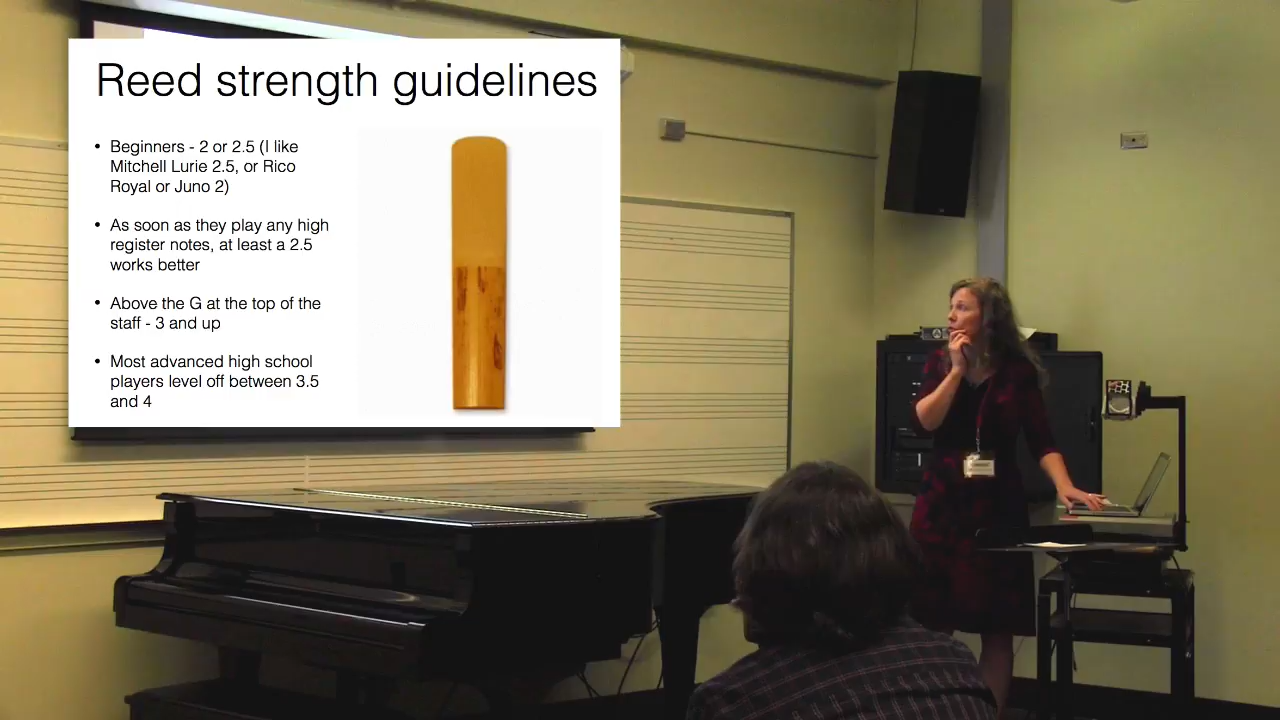 Reed strength guidelines
• Beginners - 2 or 2.5 (I like
Mitchell Lurie 2.5, or Rico
Royal or Juno 2)
• As soon as they play any high
register notes, at least a 2.5
works better
• Above the G at the top of the
staff - 3 and up
• Most advanced high school
players level off between 3.5
and 4